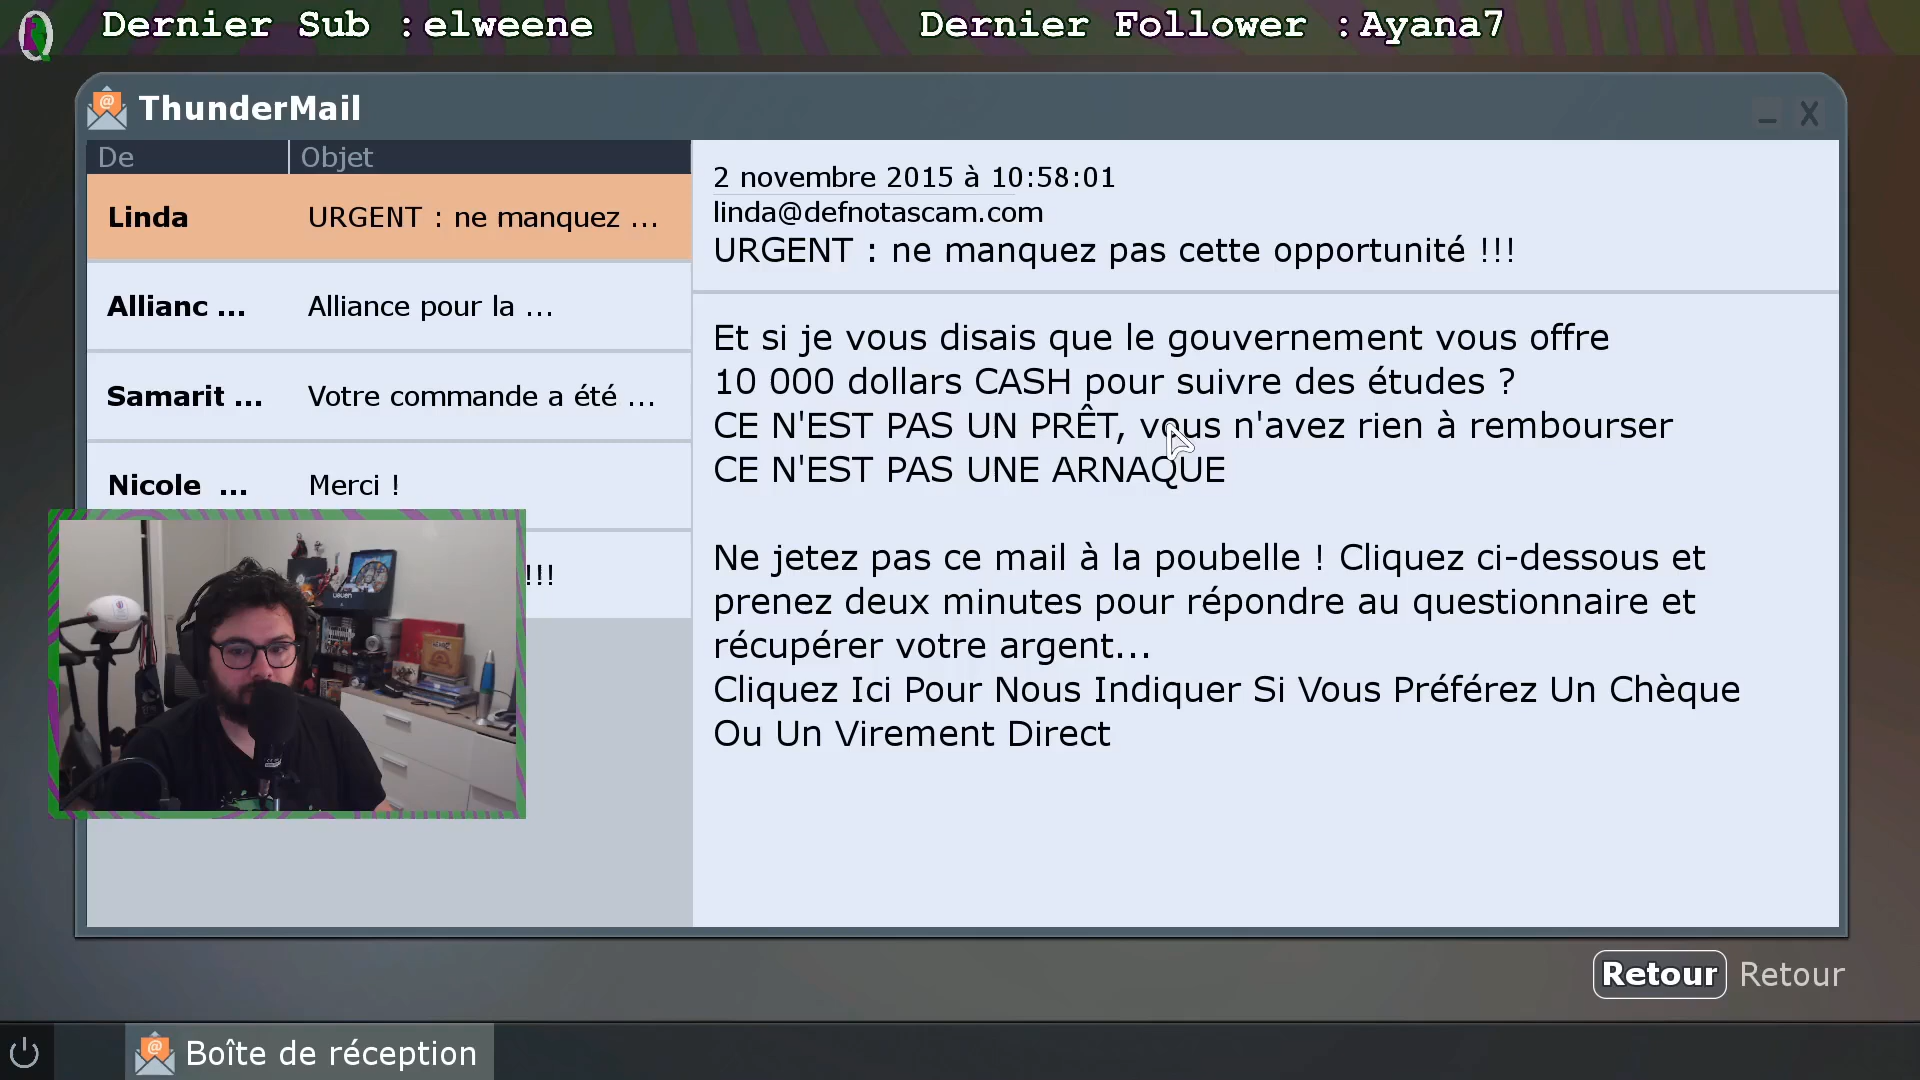 Dernier Sub : elweene
Dernier Follower : Ayana7
ThunderMail
De
Objet
Linda
URGENT : ne manquez ...
Allianc ...
Alliance pour la ...
Samarit ...
Votre commande a été ...
Nicole ...
Merci !
!!!
2 novembre 2015 à 10:58:01
linda@defnotascam.com
URGENT : ne manquez pas cette opportunité !!!
Et si je vous disais que le gouvernement vous offre
10 000 dollars CASH pour suivre des études ?
CE N'EST PAS UN PRÊT, vous n'avez rien à rembourser
CE N'EST PAS UNE ARNAQUE
Ne jetez pas ce mail à la poubelle ! Cliquez ci-dessous et
prenez deux minutes pour répondre au questionnaire et
récupérer votre argent...
Cliquez Ici Pour Nous Indiquer Si Vous Préférez Un Chèque
Ou Un Virement Direct
Retour Retour
Boîte de réception